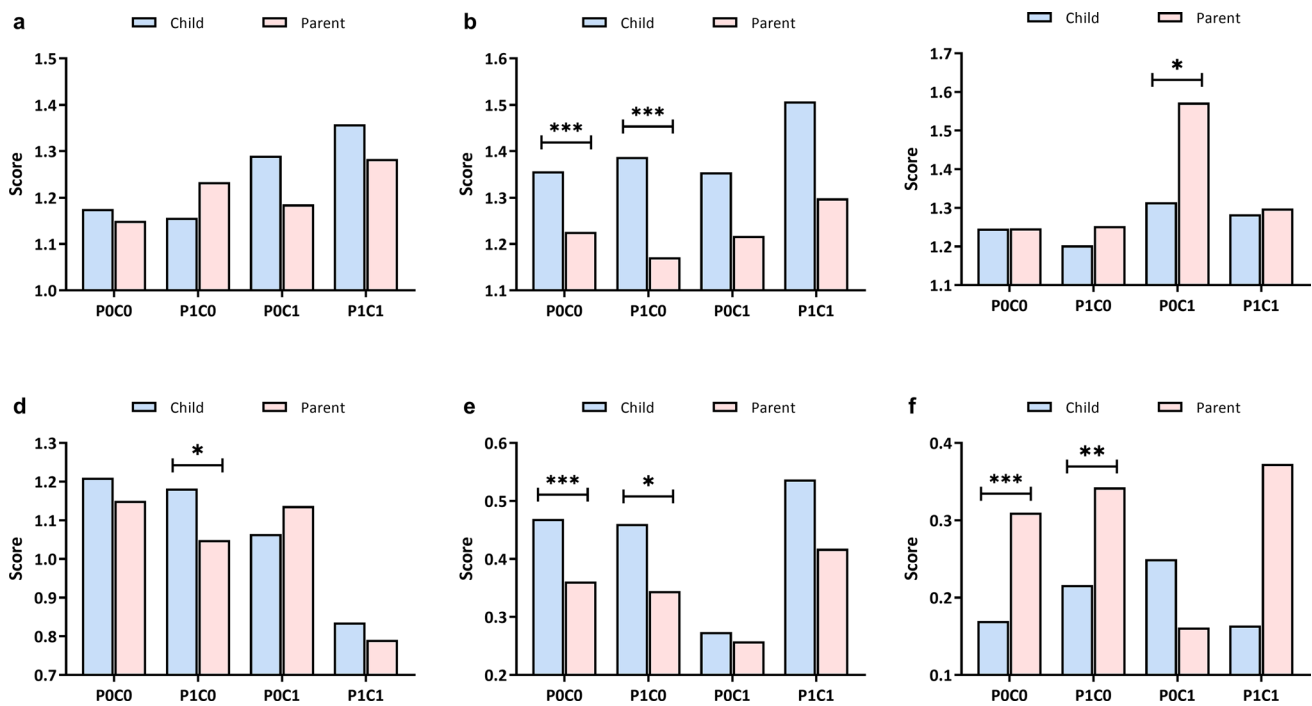 a
Child Parent
1.5
1.4
1.3
1.2
1.1
1.0
Score
***
P0C0 P1C0 P0C1 P1C1
b
Child Parent
1.6
1.5
1.4
1.3
1.2
1.1
Score
*** ***
P0C0 P1C0 P0C1 P1C1
Child Parent
1.7
1.6
1.5
1.4
1.3
1.2
1.1
Score
*
P0C0 P1C0 P0C1 P1C1
d
Child Parent
1.3
1.2
1.1
1.0
0.9
0.8
0.7
Score
*
P0C0 P1C0 P0C1 P1C1
e
Child Parent
0.6
0.5
0.4
0.3
0.2
Score
*** *
P0C0 P1C0 P0C1 P1C1
f
Child Parent
0.4
0.3
0.2
0.1
Score
*** **
P0C0 P1C0 P0C1 P1C1